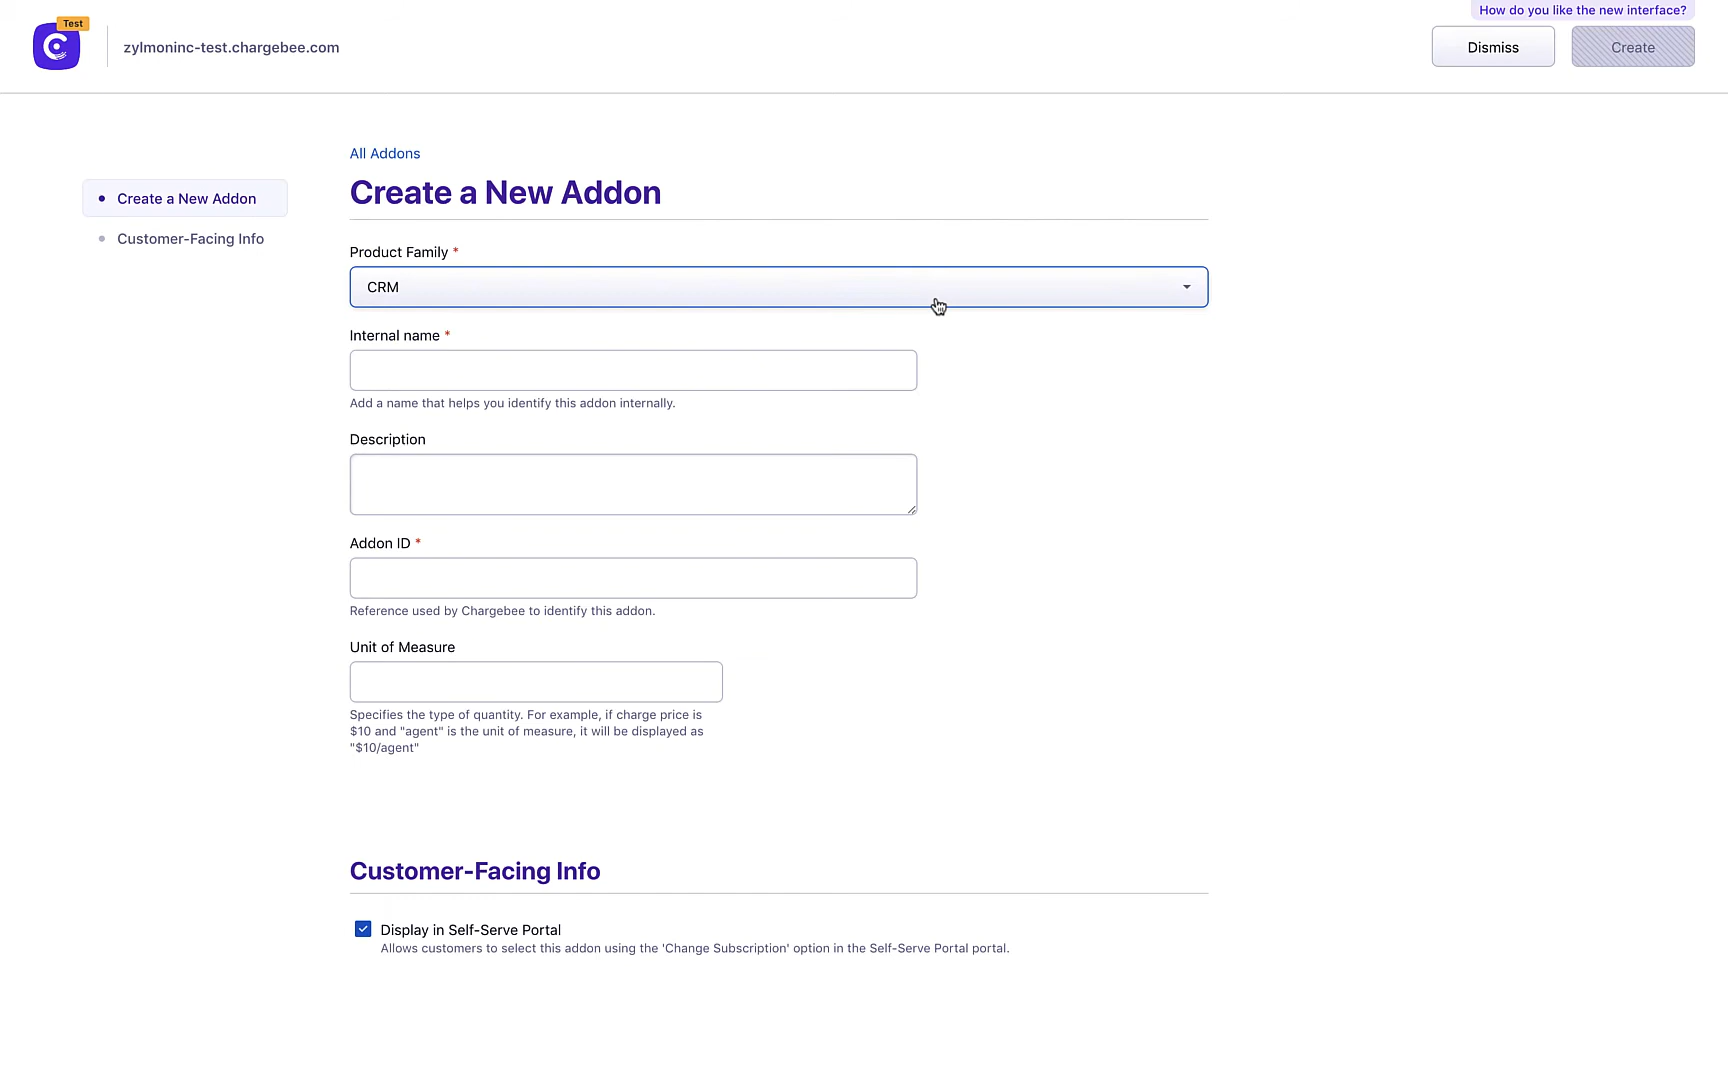 How do you like the new interface?
Test
zylmoninc-test.chargebee.com
Dismiss
Create
All Addons
Create a New Addon
Customer-Facing Info
Create a New Addon
Product Family *
CRM
Internal name *
Add a name that helps you identify this addon internally.
Description
Addon ID *
Reference used by Chargebee to identify this addon.
Unit of Measure
Specifies the type of quantity. For example, if charge price is
$10 and "agent" is the unit of measure, it will be displayed as
"$10/agent"
Customer-Facing Info
Display in Self-Serve Portal
Allows customers to select this addon using the 'Change Subscription' option in the Self-Serve Portal portal.